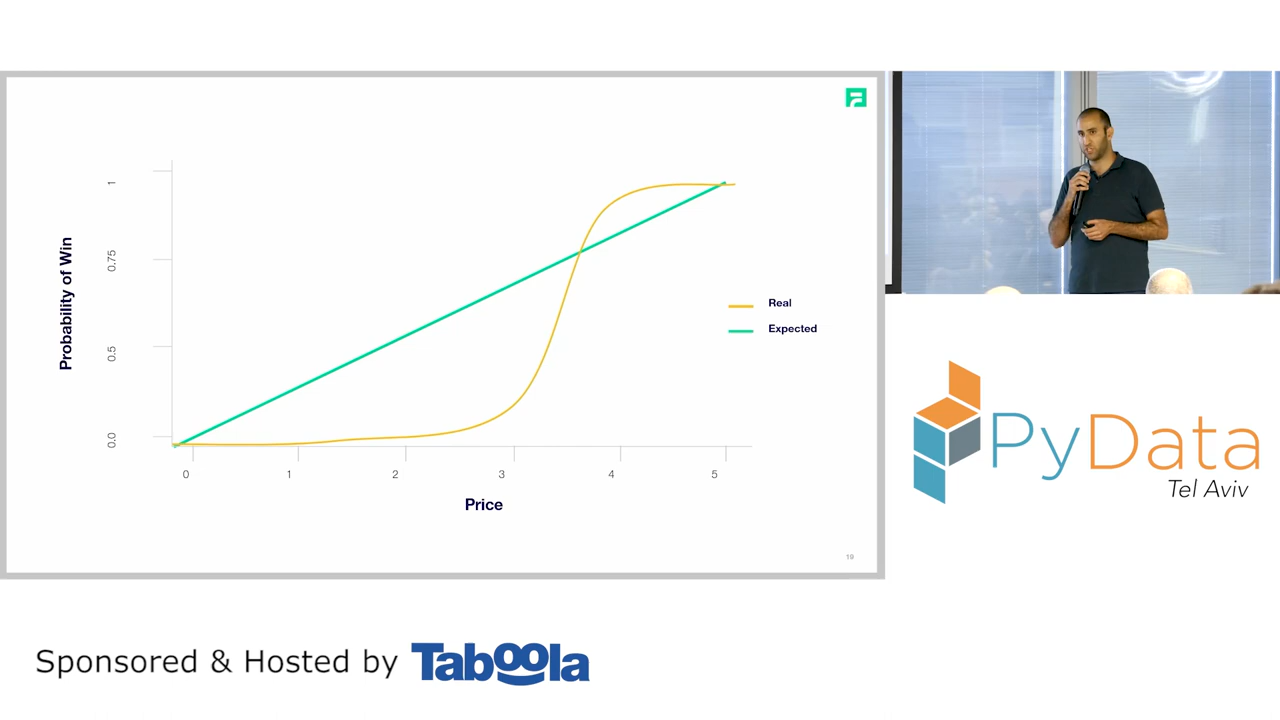 Probability of Win
1
0.75
0.5
0.0
0 1 2 3 4 5
Price
Real
Expected
19
PyData
Tel Aviv
Sponsored & Hosted by Taboola